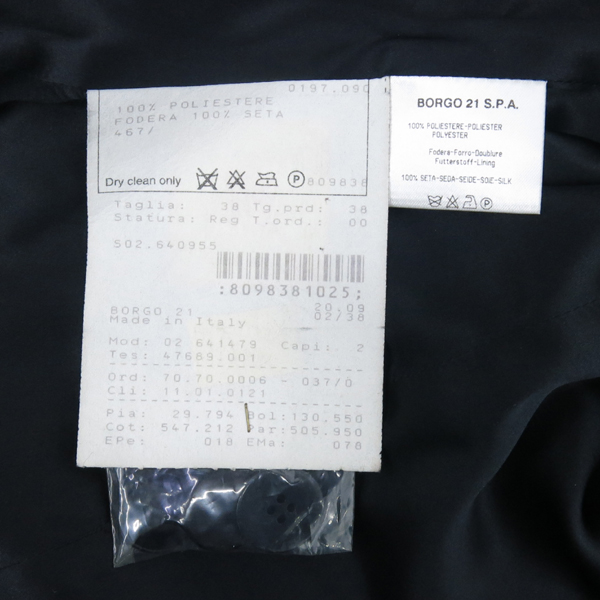 0197.090
100% POLIESTERE
FODERA 100% SETA
467/
Dry clean only P 809838
Taglia: 38 Tg.prd: 38
Statura: Reg T.ord.: 00
S02.640955
:8098381025;
BORGO 21 20.09
Made in Italy 02/38
Mod: 02 641479 Capi: 2
Tes: 47669.001
Ord: 70.70.0006 - 037/0
Cli: 11.01.0121
Pia: 29.794 Bol:130.550
Cot: 547.212 Par:505.950
EPe: 018 EMa: 078
BORGO 21 S.P.A.
100% POLIESTERE-POLIESTER
POLYESTER
Fodera-Forro-Doublure
Futterstoff-Lining
100% SETA-SEDA-SEIDE-SOIE-SILK
P